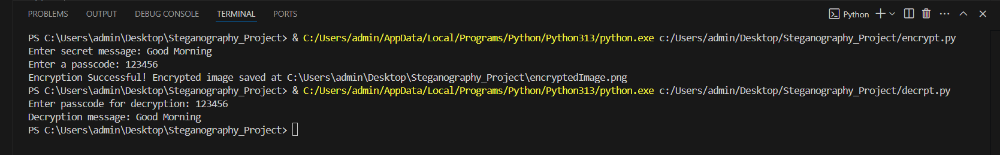 PROBLEMS OUTPUT DEBUG CONSOLE TERMINAL PORTS Python
PS C:\Users\admin\Desktop\Steganography_Project> & C:/Users/admin/AppData/Local/Programs/Python/Python313/python.exe c:/Users/admin/Desktop/Steganography_Project/encrypt.py
Enter secret message: Good Morning
Enter a passcode: 123456
Encryption Successful! Encrypted image saved at C:\Users\admin\Desktop\Steganography_Project\encryptedImage.png
PS C:\Users\admin\Desktop\Steganography_Project> & C:/Users/admin/AppData/Local/Programs/Python/Python313/python.exe c:/Users/admin/Desktop/Steganography_Project/decrpt.py
Enter passcode for decryption: 123456
Decryption message: Good Morning
PS C:\Users\admin\Desktop\Steganography_Project>